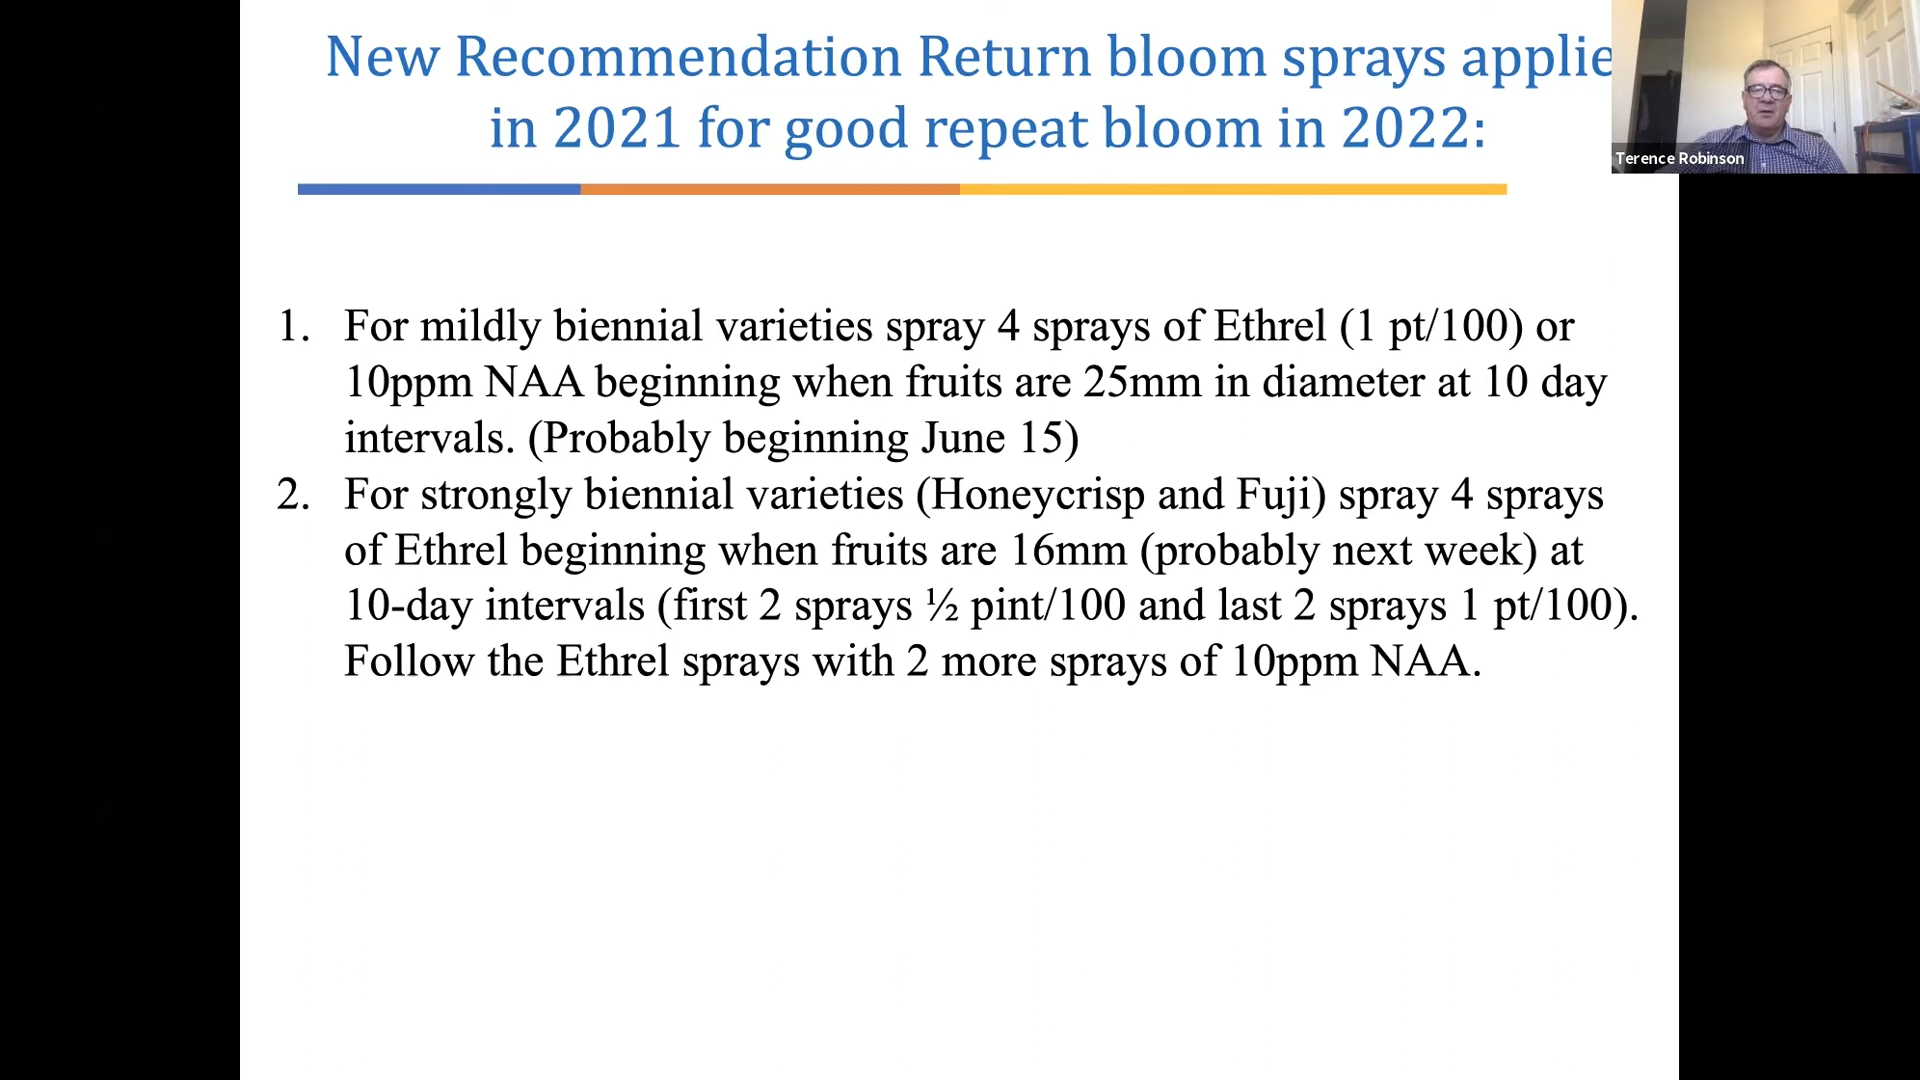 New Recommendation Return bloom sprays applie
in 2021 for good repeat bloom in 2022:
Terence Robinson
1. For mildly biennial varieties spray 4 sprays of Ethrel (1 pt/100) or
10ppm NAA beginning when fruits are 25mm in diameter at 10 day
intervals. (Probably beginning June 15)
2. For strongly biennial varieties (Honeycrisp and Fuji) spray 4 sprays
of Ethrel beginning when fruits are 16mm (probably next week) at
10-day intervals (first 2 sprays ½ pint/100 and last 2 sprays 1 pt/100).
Follow the Ethrel sprays with 2 more sprays of 10ppm NAA.